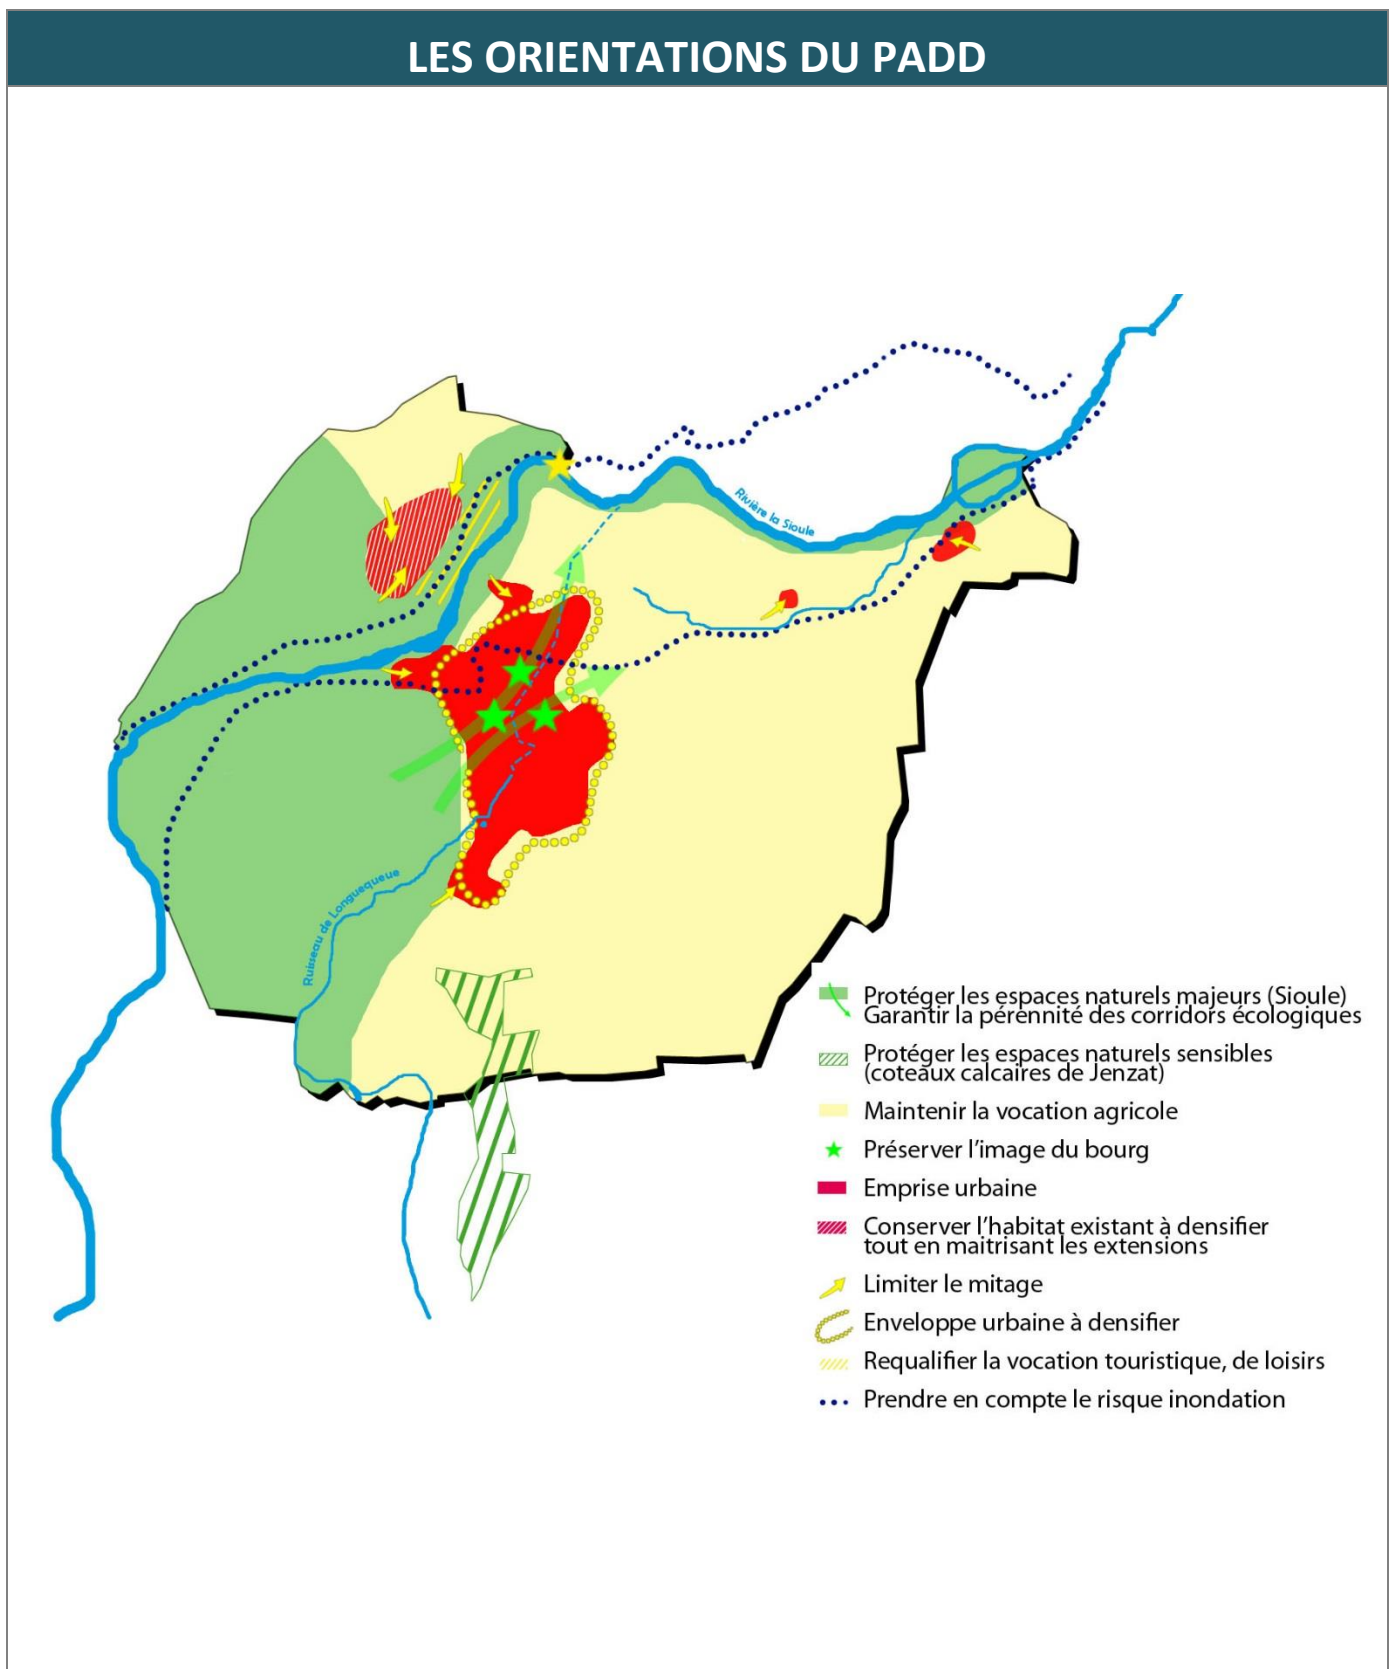 LES ORIENTATIONS DU PADD
Rivière la Sioule
Ruisseau de Longuequeue
Protéger les espaces naturels majeurs (Sioule)
Garantir la pérennité des corridors écologiques
Protéger les espaces naturels sensibles
(coteaux calcaires de Jenzat)
Maintenir la vocation agricole
Préserver l'image du bourg
Emprise urbaine
Conserver l'habitat existant à densifier
tout en maitrisant les extensions
Limiter le mitage
Enveloppe urbaine à densifier
Requalifier la vocation touristique, de loisirs
Prendre en compte le risque inondation